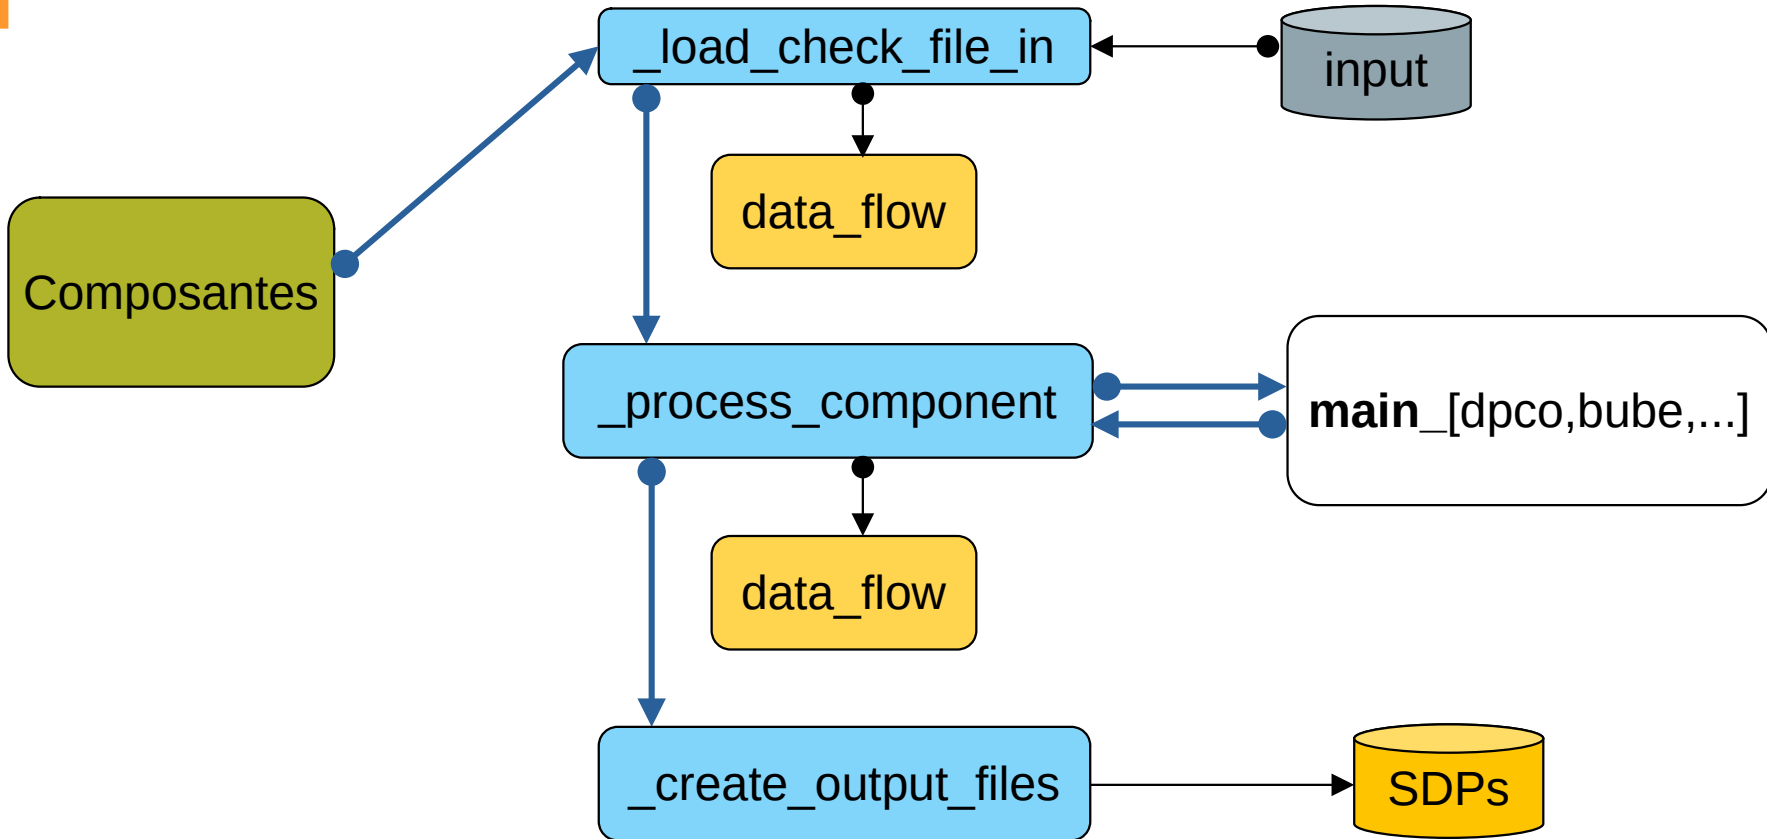 _load_check_file_in
input
data_flow
Composantes
_process_component
main_[dpco,bube,...]
data_flow
_create_output_files
SDPs